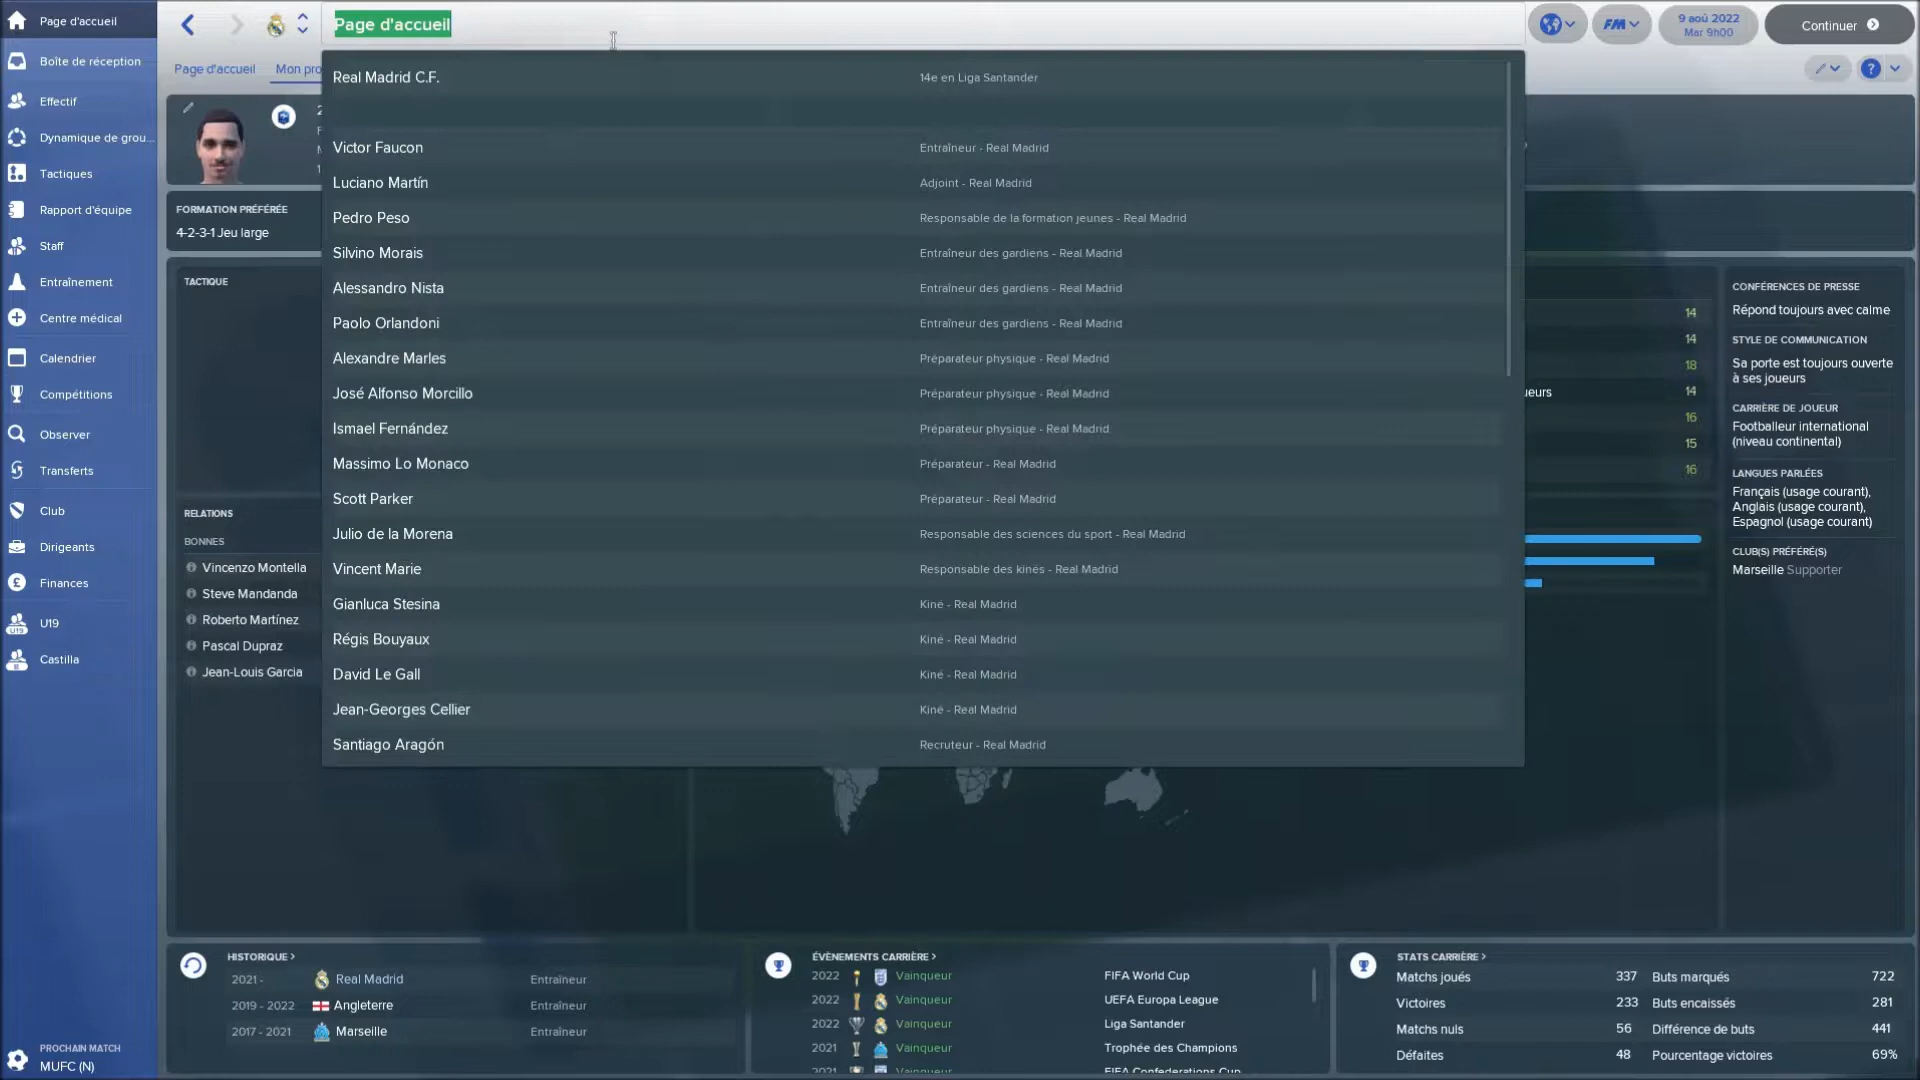 Page d'accueil
Boîte de réception
Effectif
Dynamique de grou...
Tactiques
Rapport d'équipe
Staff
Entraînement
Centre médical
Calendrier
Compétitions
Observer
Transferts
Club
Dirigeants
Finances
U19
U19
Castilla
PROCHAIN MATCH
MUFC (N)
Page d'accueil
FM
9 aoû 2022
Mar 9h00
Continuer
Page d'accueil
Mon pro
?
FORMATION PRÉFÉRÉE
4-2-3-1 Jeu large
TACTIQUE
RELATIONS
BONNES
Vincenzo Montella
Steve Mandanda
Roberto Martínez
Pascal Dupraz
Jean-Louis Garcia
Real Madrid C.F. 14e en Liga Santander
Victor Faucon Entraîneur - Real Madrid
Luciano Martín Adjoint - Real Madrid
Pedro Peso Responsable de la formation jeunes - Real Madrid
Silvino Morais Entraîneur des gardiens - Real Madrid
Alessandro Nista Entraîneur des gardiens - Real Madrid
Paolo Orlandoni Entraîneur des gardiens - Real Madrid
Alexandre Marles Préparateur physique - Real Madrid
José Alfonso Morcillo Préparateur physique - Real Madrid
Ismael Fernández Préparateur physique - Real Madrid
Massimo Lo Monaco Préparateur - Real Madrid
Scott Parker Préparateur - Real Madrid
Julio de la Morena Responsable des sciences du sport - Real Madrid
Vincent Marie Responsable des kinés - Real Madrid
Gianluca Stesina Kiné - Real Madrid
Régis Bouyaux Kiné - Real Madrid
David Le Gall Kiné - Real Madrid
Jean-Georges Cellier Kiné - Real Madrid
Santiago Aragón Recruteur - Real Madrid
14
14
18
eurs 14
16
15
16
CONFÉRENCES DE PRESSE
Répond toujours avec calme
STYLE DE COMMUNICATION
Sa porte est toujours ouverte
à ses joueurs
CARRIÈRE DE JOUEUR
Footballeur international
(niveau continental)
LANGUES PARLÉES
Français (usage courant),
Anglais (usage courant),
Espagnol (usage courant)
CLUB(S) PRÉFÉRÉ(S)
Marseille Supporter
HISTORIQUE >
2021 - Real Madrid Entraîneur
2019 - 2022 Angleterre Entraîneur
2017 - 2021 Marseille Entraîneur
ÉVÈNEMENTS CARRIÈRE >
2022 Vainqueur FIFA World Cup
2022 Vainqueur UEFA Europa League
2022 Vainqueur Liga Santander
2021 Vainqueur Trophée des Champions
2021 Vainqueur FIFA Confederations Cup
STATS CARRIÈRE >
Matchs joués 337 Buts marqués 722
Victoires 233 Buts encaissés 281
Matchs nuls 56 Différence de buts 441
Défaites 48 Pourcentage victoires 69%